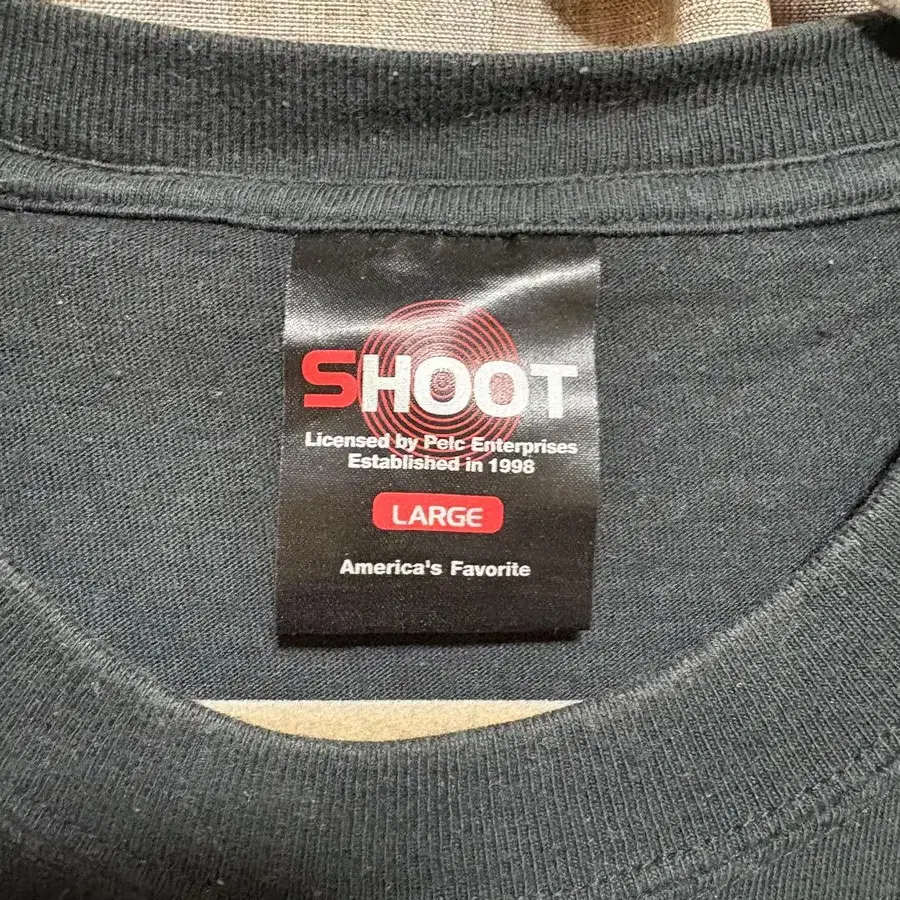 SHOOT
Licensed by Pelc Enterprises
Established in 1998
LARGE
America's Favorite